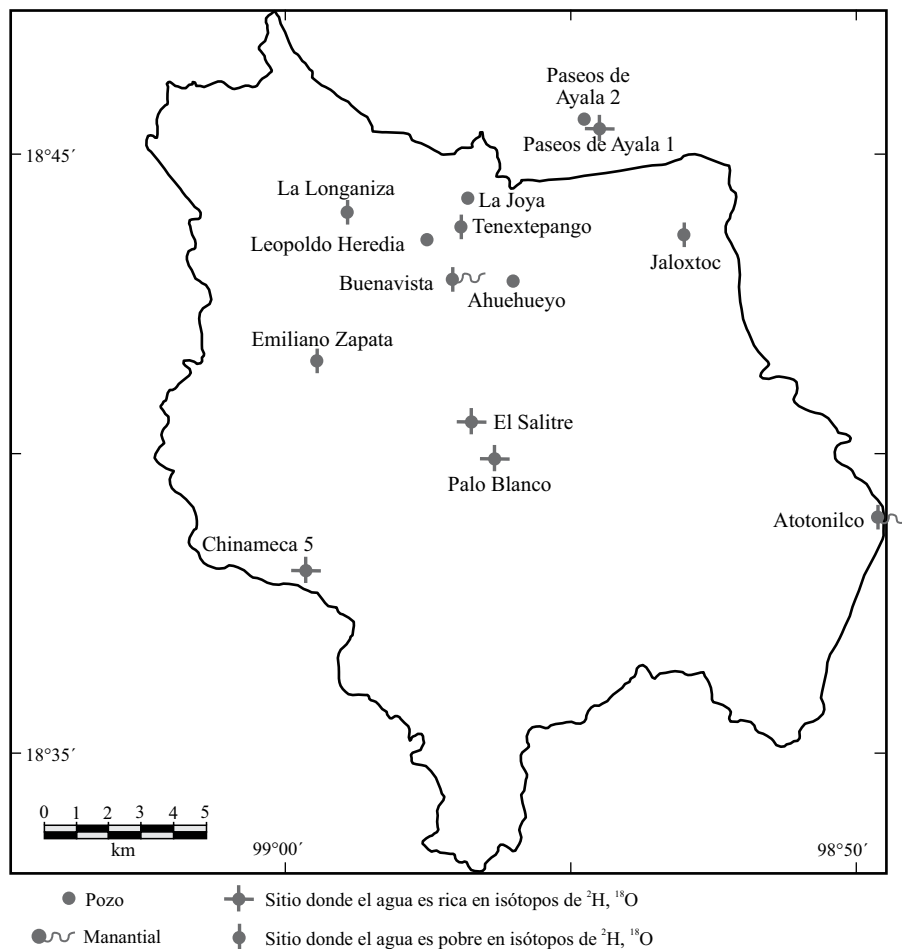 Paseos de
Ayala 2
Paseos de Ayala 1
18°45´
La Longaniza
La Joya
Tenextepango
Leopoldo Heredia
Jaloxtoc
Buenavista
Ahuehueyo
Emiliano Zapata
El Salitre
Palo Blanco
Atotonilco
Chinameca 5
18°35´
0 1 2 3 4 5
km
99°00´
98°50´
Pozo
Sitio donde el agua es rica en isótopos de ²H, ¹⁸O
Manantial
Sitio donde el agua es pobre en isótopos de ²H, ¹⁸O